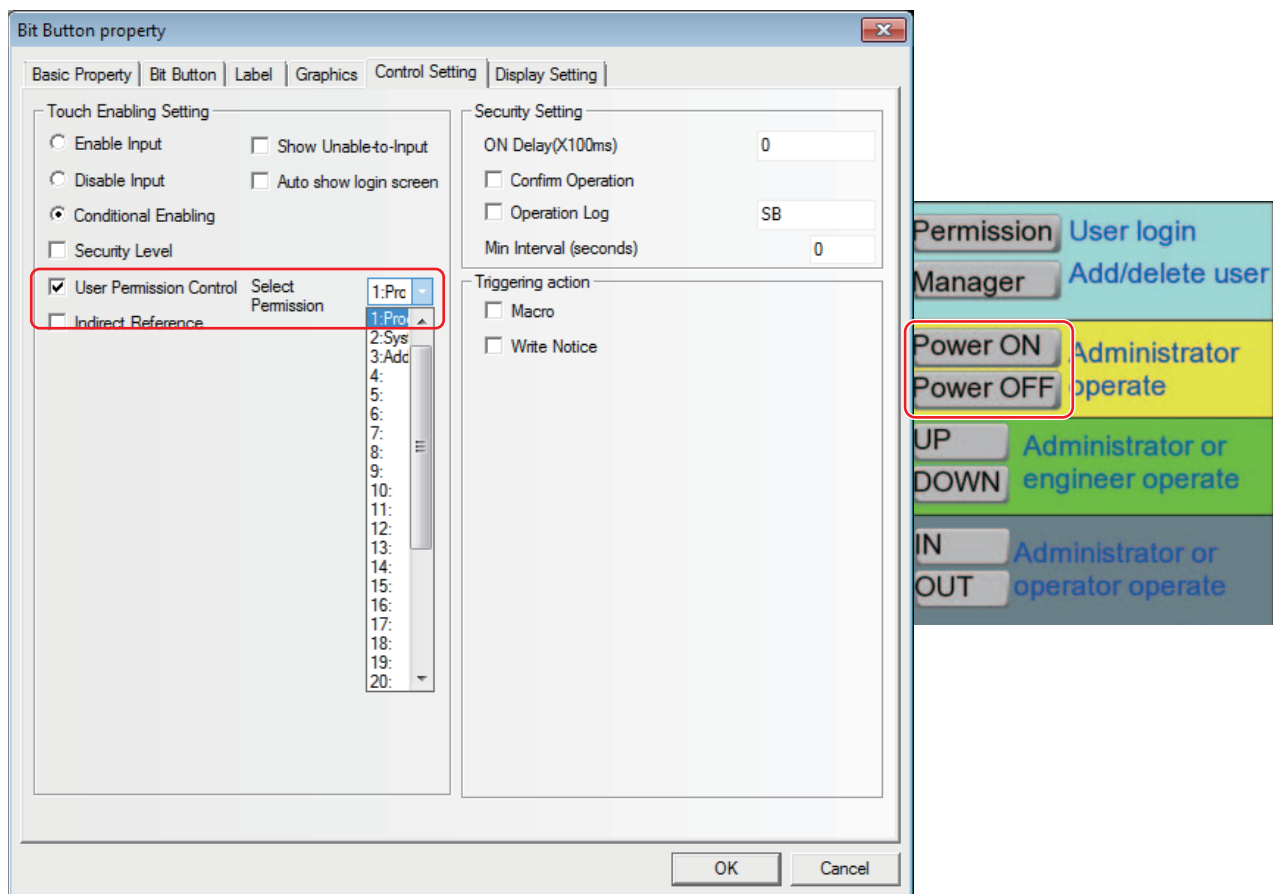 Bit Button property
Basic Property Bit Button Label Graphics Control Setting Display Setting
Touch Enabling Setting
Enable Input
Show Unable-to-Input
Disable Input
Auto show login screen
Conditional Enabling
Security Level
User Permission Control
Select
Permission
1:Prc
Indirect Reference
1:Pro
2:Sys
3:Add
4:
5:
6:
7:
8:
9:
10:
11:
12:
13:
14:
15:
16:
17:
18:
19:
20:
Security Setting
ON Delay(X100ms) 0
Confirm Operation
Operation Log SB
Min Interval (seconds) 0
Triggering action
Macro
Write Notice
OK Cancel
Permission User login
Manager Add/delete user
Power ON Administrator
Power OFF operate
UP Administrator or
DOWN engineer operate
IN Administrator or
OUT operator operate